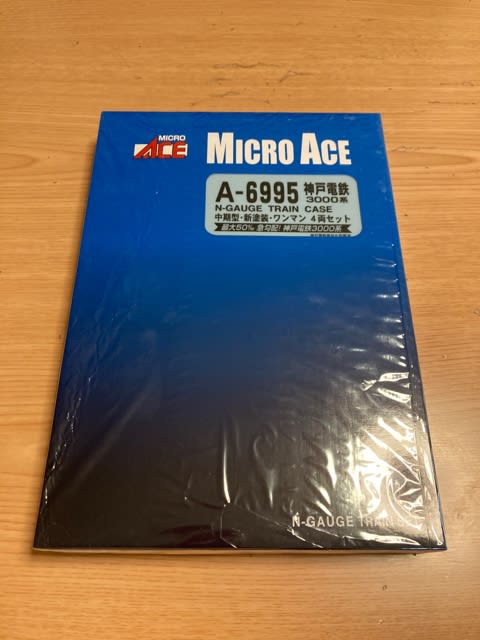 MICRO
ACE
MICRO ACE
A-6995 神戸電鉄
3000系
N-GAUGE TRAIN CASE
中期型・新塗装・ワンマン 4両セット
最大50‰ 急勾配! 神戸電鉄3000系
N-GAUGE TRAIN